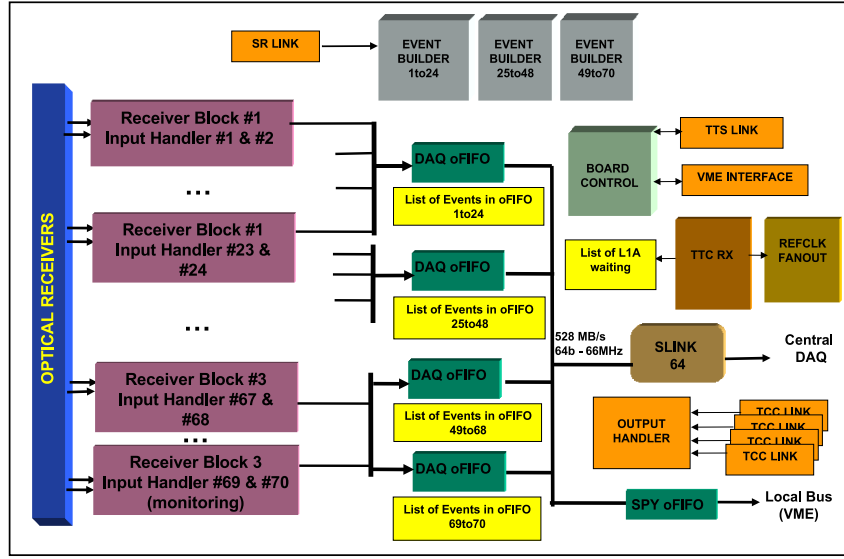 SR LINK
EVENT
BUILDER
1to24
EVENT
BUILDER
25to48
EVENT
BUILDER
49to70
OPTICAL RECEIVERS
Receiver Block #1
Input Handler #1 & #2
...
Receiver Block #1
Input Handler #23 &
#24
...
Receiver Block #3
Input Handler #67 &
#68
...
Receiver Block 3
Input Handler #69 & #70
(monitoring)
DAQ oFIFO
List of Events in oFIFO
1to24
DAQ oFIFO
List of Events in oFIFO
25to48
DAQ oFIFO
List of Events in oFIFO
49to68
DAQ oFIFO
List of Events in oFIFO
69to70
BOARD
CONTROL
TTS LINK
VME INTERFACE
List of L1A
waiting
TTC RX
REFCLK
FANOUT
528 MB/s
64b - 66MHz
SLINK
64
Central
DAQ
OUTPUT
HANDLER
TCC LINK
TCC LINK
TCC LINK
TCC LINK
SPY oFIFO
Local Bus
(VME)